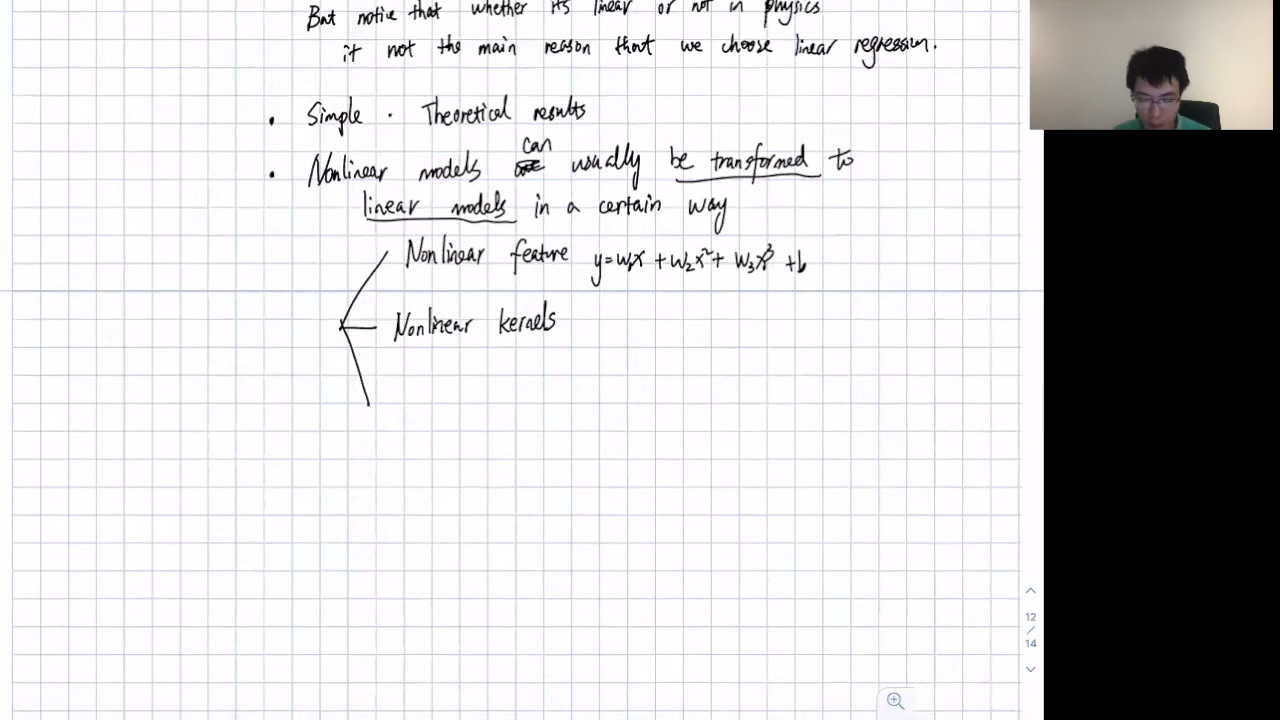 But notice that whether its linear or not in physics
it not the main reason that we choose linear regression.
• Simple · Theoretical results
• Nonlinear models can usually be transformed to
linear models in a certain way
Nonlinear feature y=w₁x +w₂x²+ w₃x³ +b
Nonlinear kernels
12
/
14